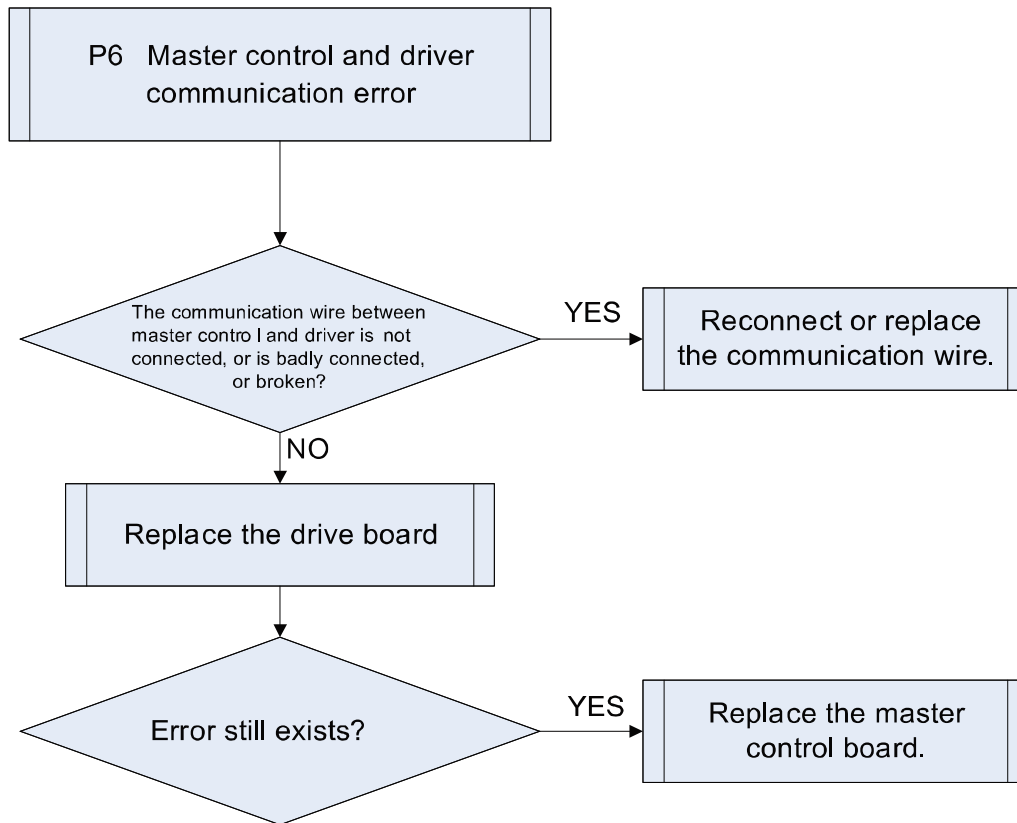 P6 Master control and driver
communication error
The communication wire between
master control and driver is not
connected, or is badly connected,
or broken?
YES
Reconnect or replace
the communication wire.
NO
Replace the drive board
Error still exists?
YES
Replace the master
control board.